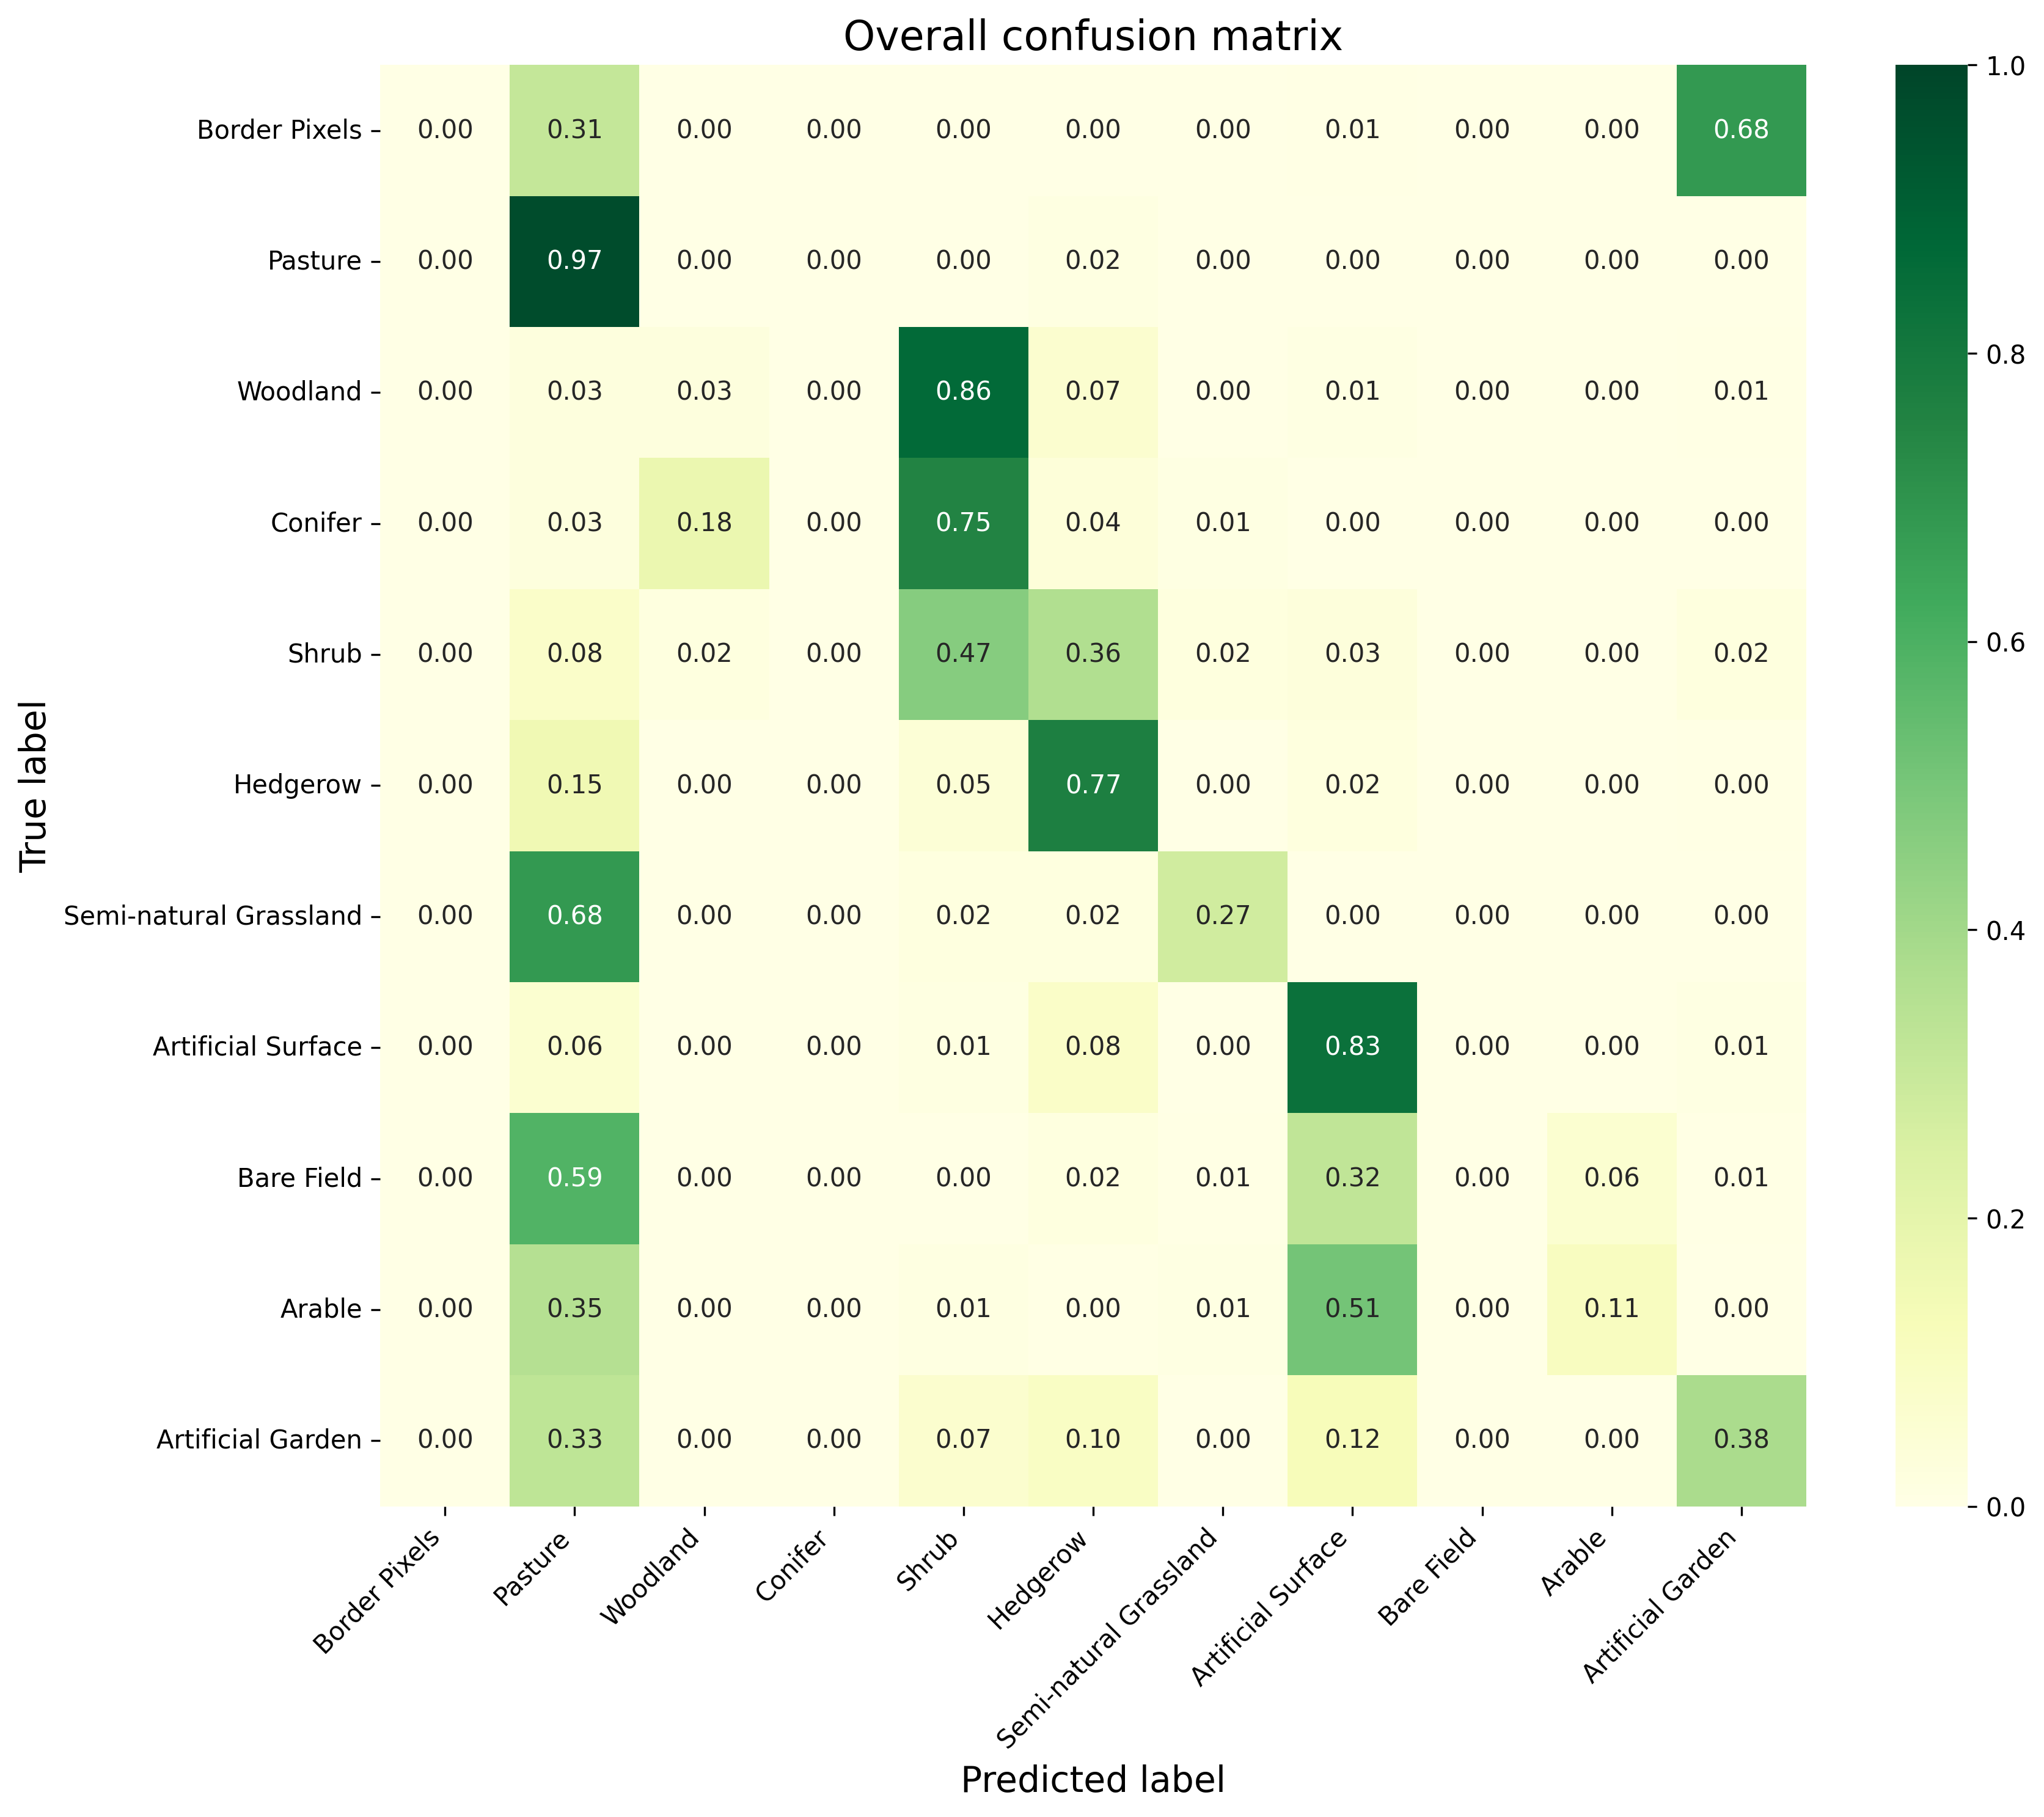 Overall confusion matrix
Border Pixels 0.00 0.31 0.00 0.00 0.00 0.00 0.00 0.01 0.00 0.00 0.68
Pasture 0.00 0.97 0.00 0.00 0.00 0.02 0.00 0.00 0.00 0.00 0.00
Woodland 0.00 0.03 0.03 0.00 0.86 0.07 0.00 0.01 0.00 0.00 0.01
Conifer 0.00 0.03 0.18 0.00 0.75 0.04 0.01 0.00 0.00 0.00 0.00
Shrub 0.00 0.08 0.02 0.00 0.47 0.36 0.02 0.03 0.00 0.00 0.02
Hedgerow 0.00 0.15 0.00 0.00 0.05 0.77 0.00 0.02 0.00 0.00 0.00
Semi-natural Grassland 0.00 0.68 0.00 0.00 0.02 0.02 0.27 0.00 0.00 0.00 0.00
Artificial Surface 0.00 0.06 0.00 0.00 0.01 0.08 0.00 0.83 0.00 0.00 0.01
Bare Field 0.00 0.59 0.00 0.00 0.00 0.02 0.01 0.32 0.00 0.06 0.01
Arable 0.00 0.35 0.00 0.00 0.01 0.00 0.01 0.51 0.00 0.11 0.00
Artificial Garden 0.00 0.33 0.00 0.00 0.07 0.10 0.00 0.12 0.00 0.00 0.38
True label
Border Pixels
Pasture
Woodland
Conifer
Shrub
Hedgerow
Semi-natural Grassland
Artificial Surface
Bare Field
Arable
Artificial Garden
Predicted label
1.0
0.8
0.6
0.4
0.2
0.0